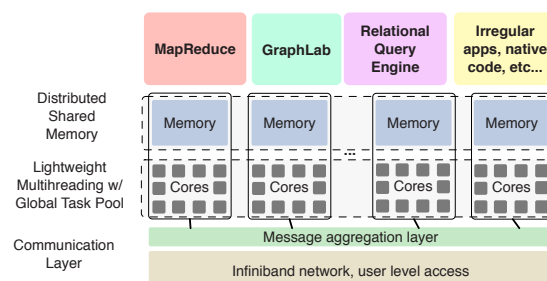 MapReduce
GraphLab
Relational
Query
Engine
Irregular
apps, native
code, etc...
Distributed
Shared
Memory
Memory
Memory
...
Memory
Memory
Lightweight
Multithreading w/
Global Task Pool
Cores
Cores
Cores
Cores
Communication
Layer
Message aggregation layer
Infiniband network, user level access